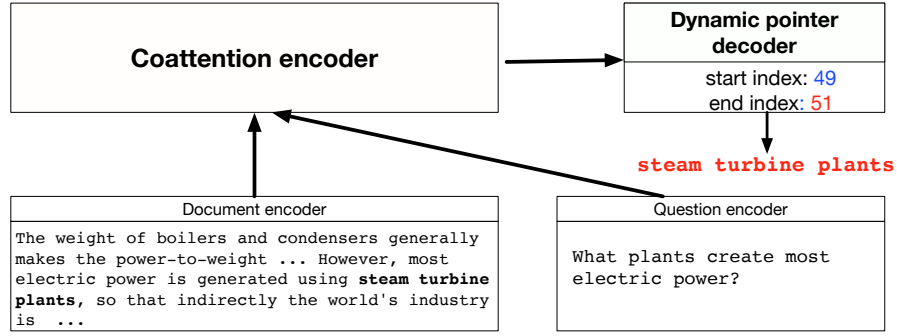 Coattention encoder
Dynamic pointer
decoder
start index: 49
end index: 51
steam turbine plants
Document encoder
The weight of boilers and condensers generally
makes the power-to-weight ... However, most
electric power is generated using steam turbine
plants, so that indirectly the world's industry
is ...
Question encoder
What plants create most
electric power?